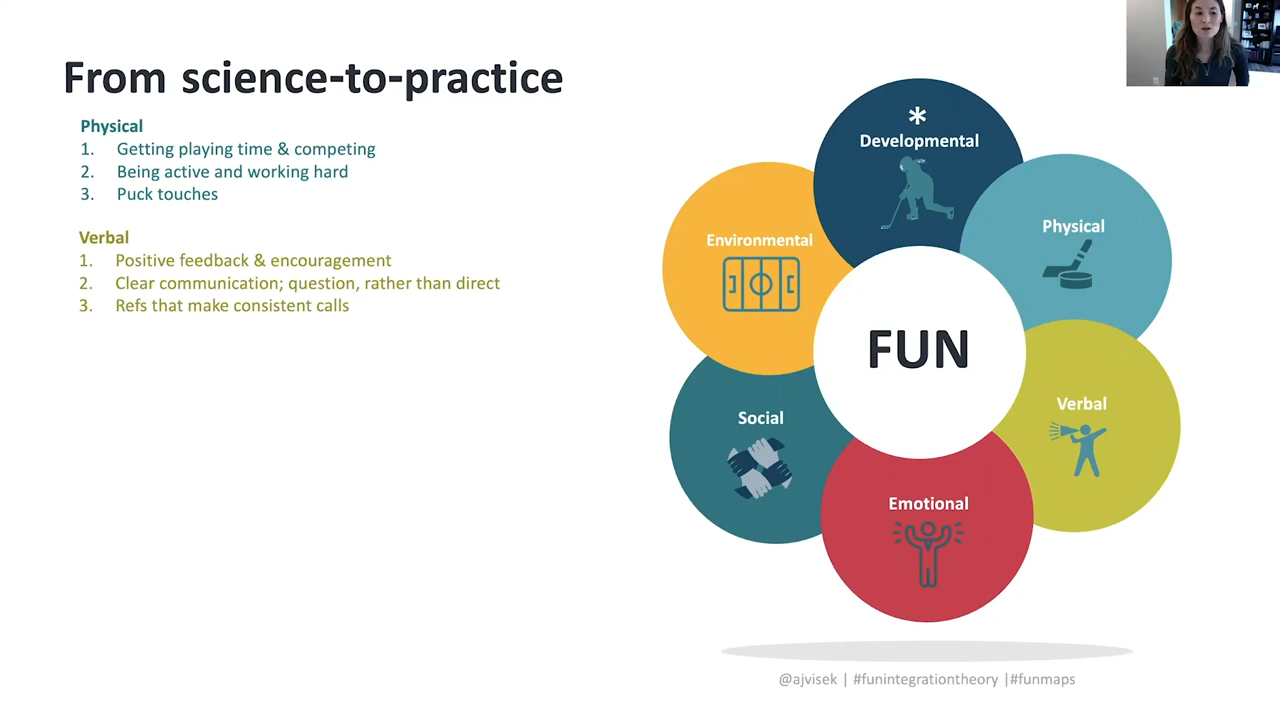 From science-to-practice
Physical
1. Getting playing time & competing
2. Being active and working hard
3. Puck touches
Verbal
1. Positive feedback & encouragement
2. Clear communication; question, rather than direct
3. Refs that make consistent calls
*
Developmental
Physical
Environmental
FUN
Verbal
Social
Emotional
@ajvisek | #funintegrationtheory |#funmaps